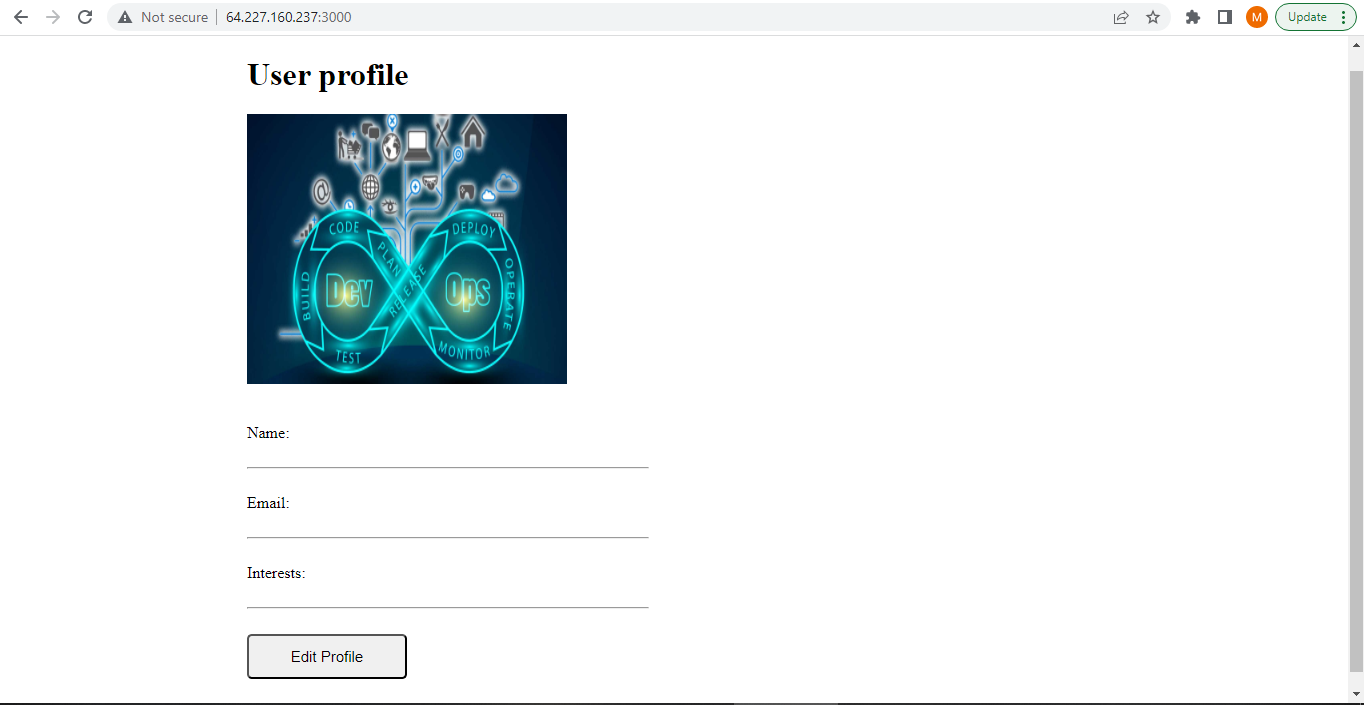 Not secure
64.227.160.237:3000
M
Update
User profile
CODE
DEPLOY
PLAN
RELEASE
BUILD
Dev
Ops
OPERATE
TEST
MONITOR
Name:
Email:
Interests:
Edit Profile